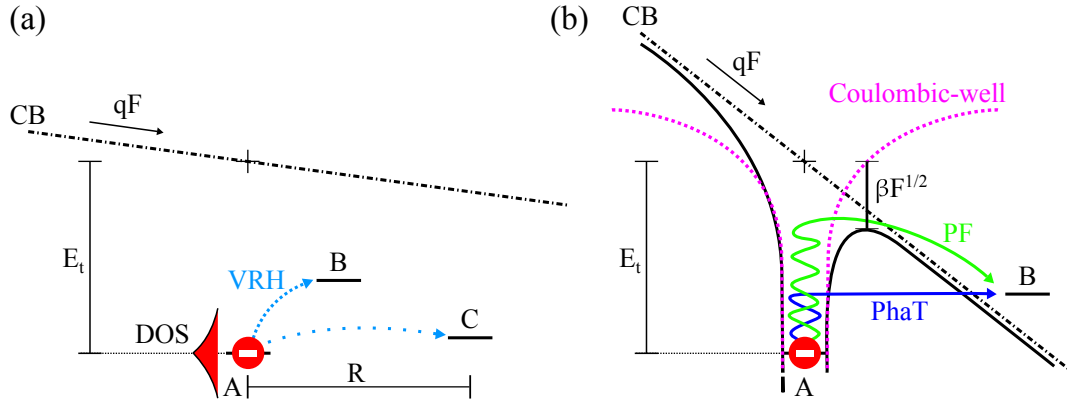 (a)
CB
qF
E_t
VRH
B
C
DOS
A
R
(b)
CB
qF
Coulombic-well
βF^{1/2}
PF
E_t
B
PhaT
A